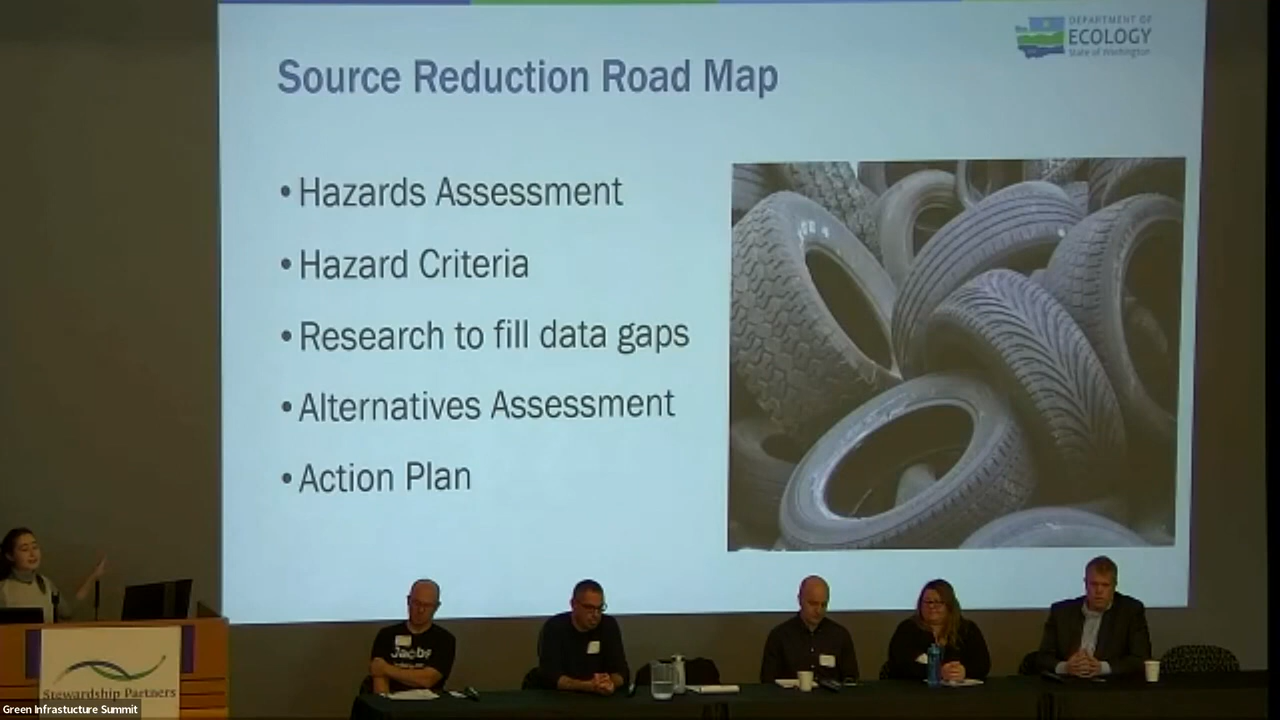 DEPARTMENT OF
ECOLOGY
State of Washington
Source Reduction Road Map
• Hazards Assessment
• Hazard Criteria
• Research to fill data gaps
• Alternatives Assessment
• Action Plan
Stewardship Partners
Green Infrastucture Summit